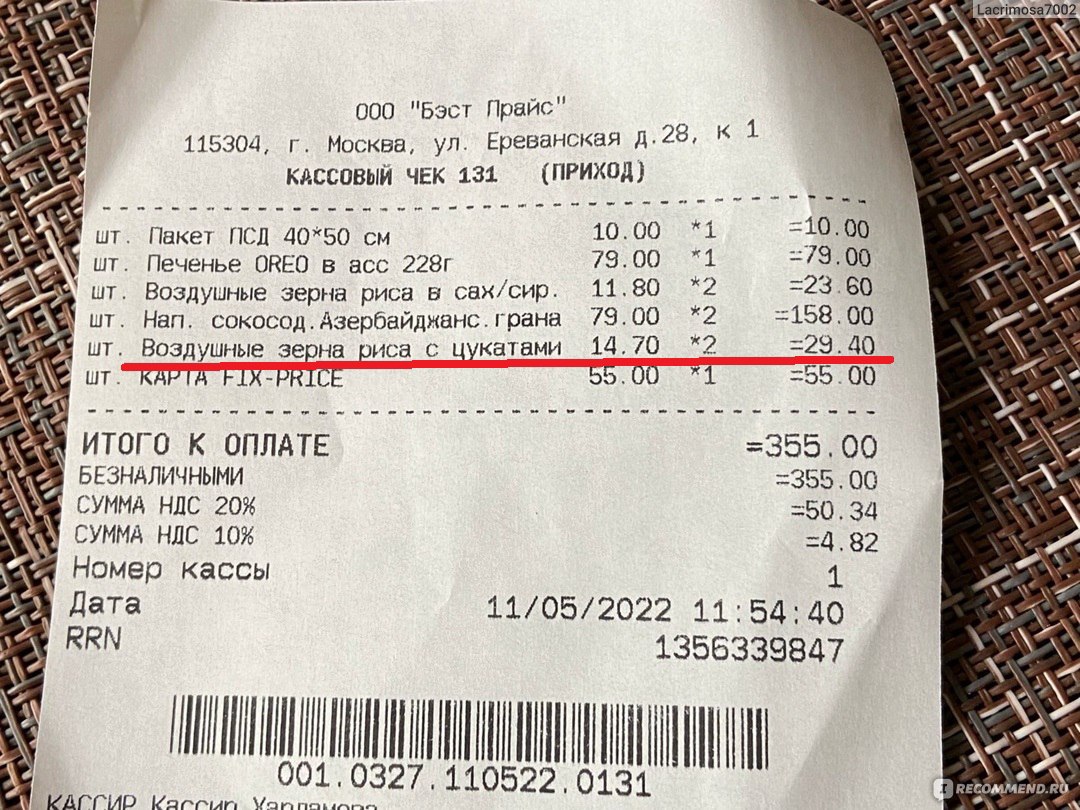 Lacrimosa7002
ООО "Бэст Прайс"
115304, г. Москва, ул. Ереванская д.28, к 1
КАССОВЫЙ ЧЕК 131 (ПРИХОД)
шт. Пакет ПСД 40*50 см 10.00 *1 =10.00
шт. Печенье OREO в асс 228г 79.00 *1 =79.00
шт. Воздушные зерна риса в сах/сир. 11.80 *2 =23.60
шт. Нап. сокосод.Азербайджанс.грана 79.00 *2 =158.00
шт. Воздушные зерна риса с цукатами 14.70 *2 =29.40
шт. КАРТА FIX-PRICE 55.00 *1 =55.00
ИТОГО К ОПЛАТЕ =355.00
БЕЗНАЛИЧНЫМИ =355.00
СУММА НДС 20% =50.34
СУММА НДС 10% =4.82
Номер кассы 1
Дата 11/05/2022 11:54:40
RRN 1356339847
001.0327.110522.0131
КАССИР Кассир Харламова
I RECOMMEND.RU